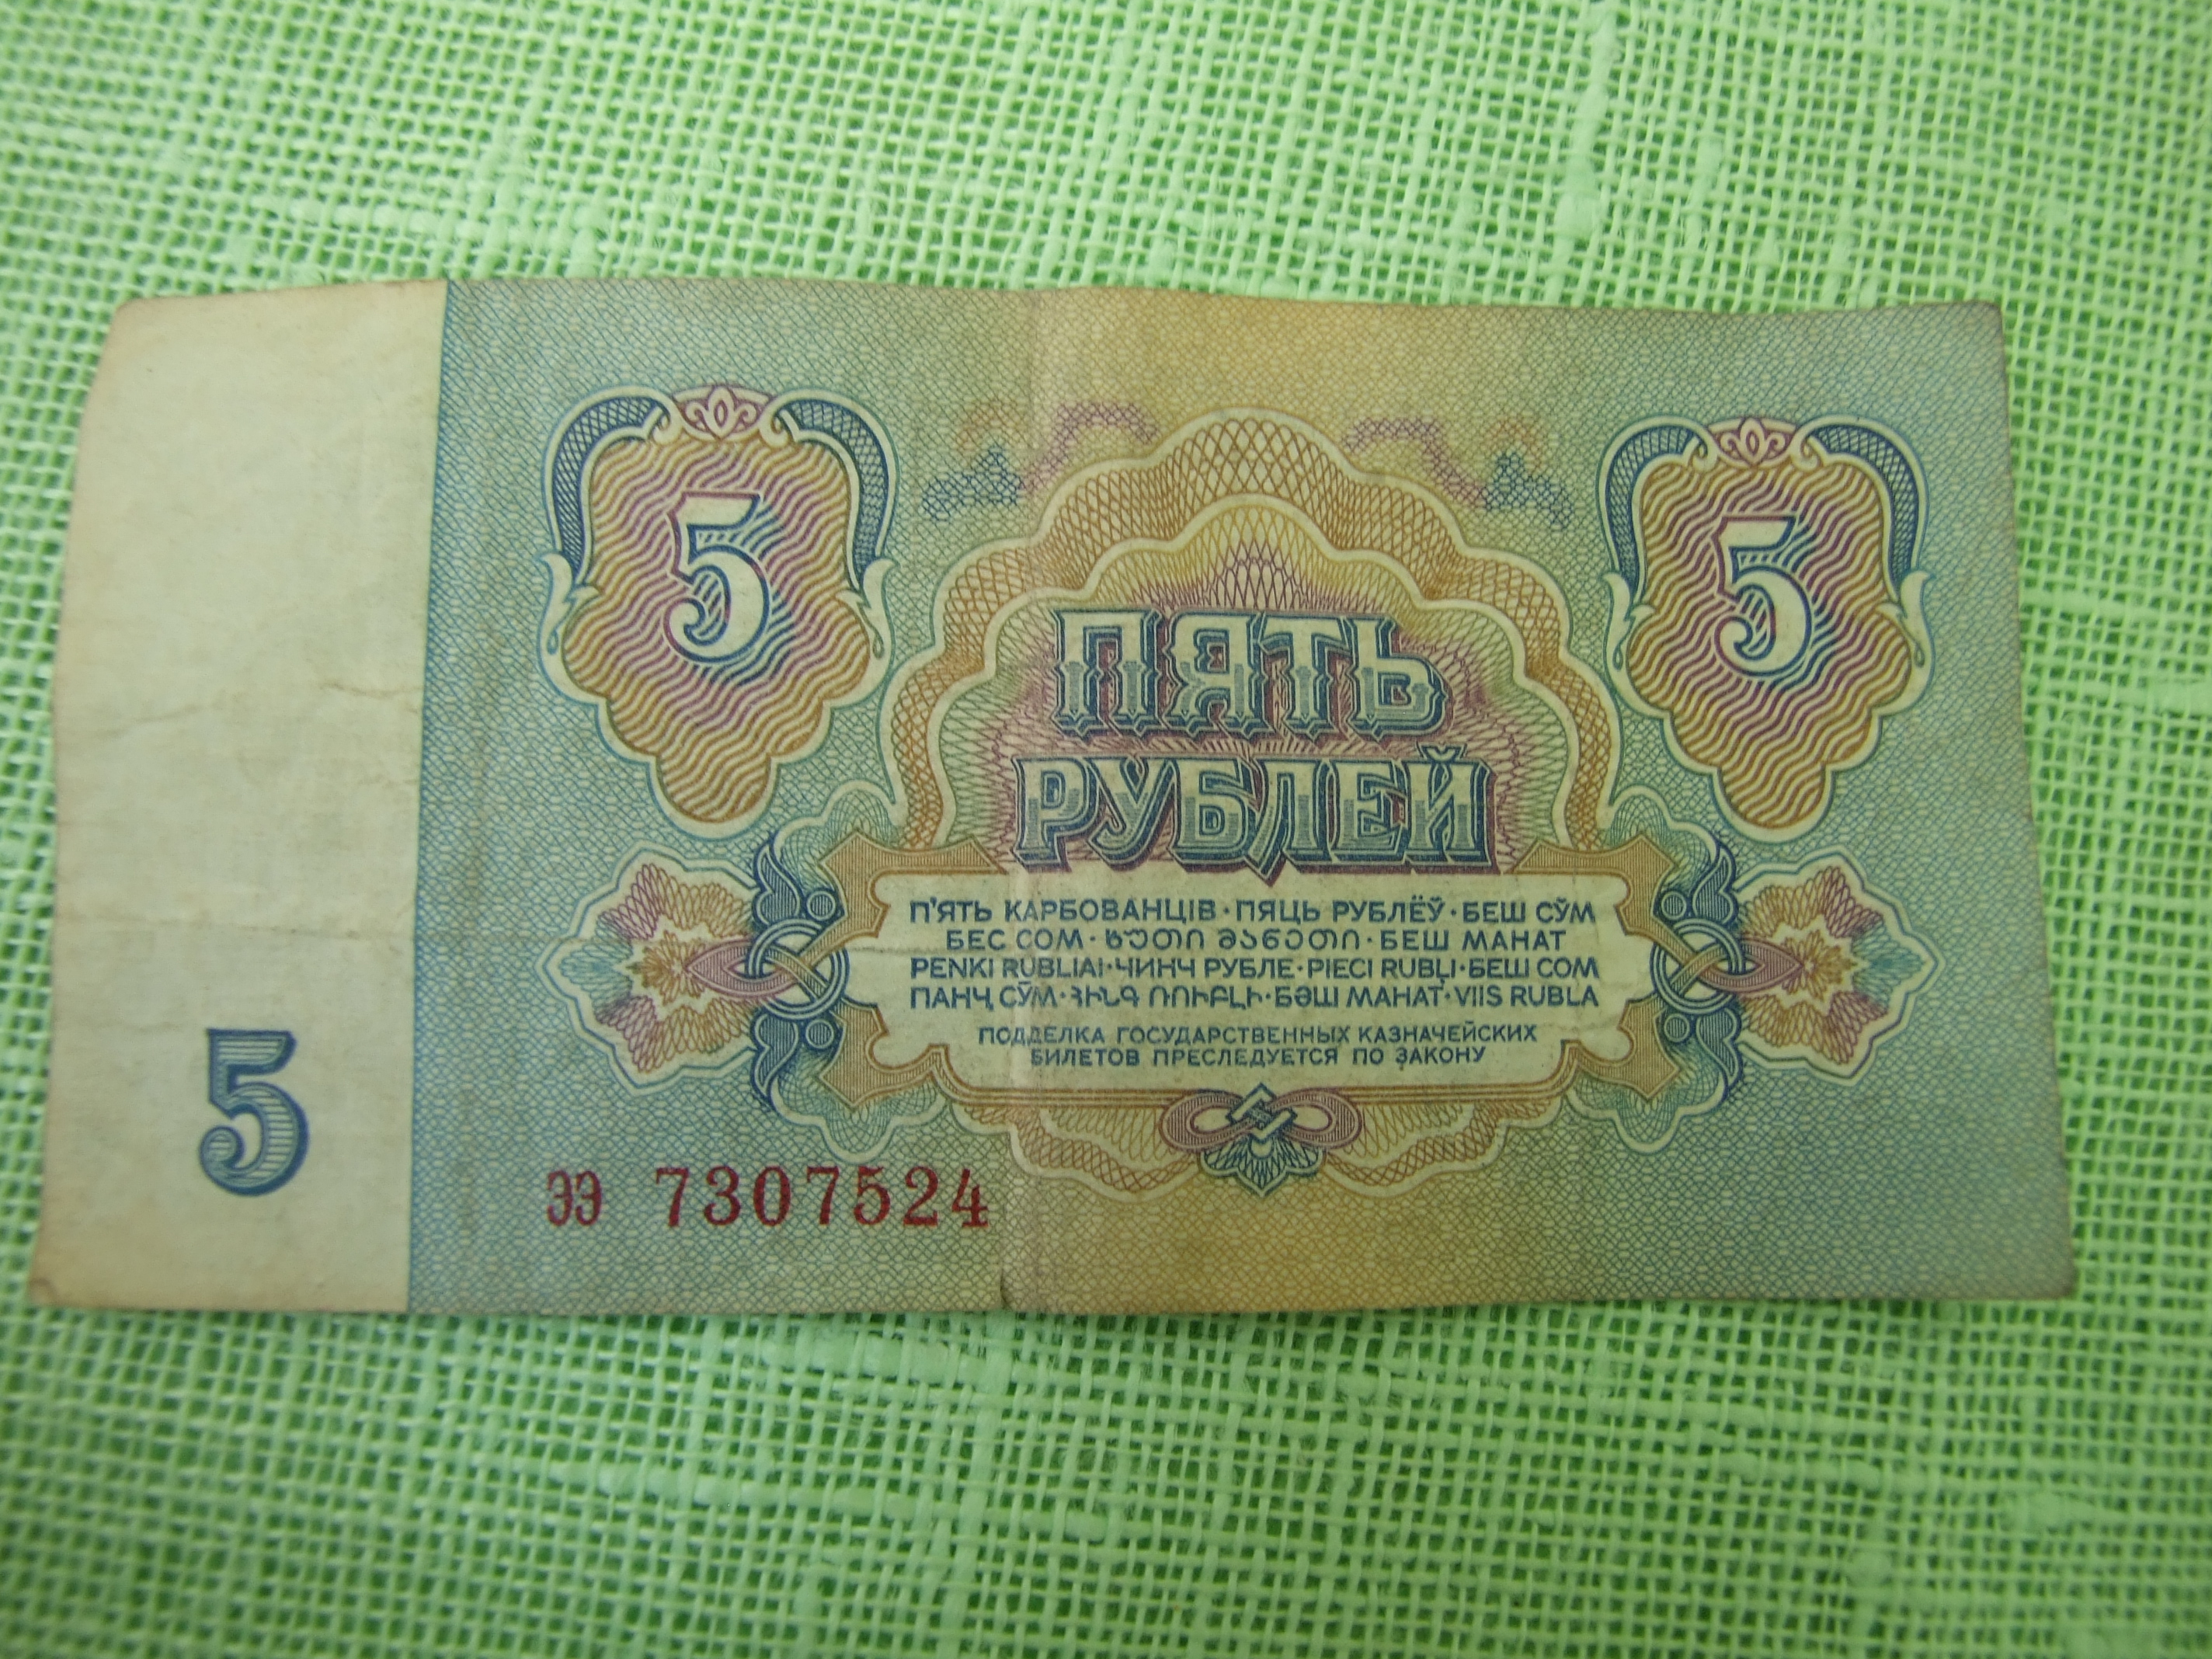 5
5
ПЯТЬ
РУБЛЕЙ
П'ЯТЬ КАРБОВАНЦІВ · ПЯЦЬ РУБЛЁЎ · БЕШ СЎМ
БЕС СОМ · ხუთი მანეთი · БЕШ МАНАТ
PENKI RUBLIAI · ЧИНЧ РУБЛЕ · PIECI RUBĻI · БЕШ СОМ
ПАНҶ СӮМ · ՀԻՆԳ ՌՈՒԲԼԻ · БӘШ МАНАТ · VIIS RUBLA
ПОДДЕЛКА ГОСУДАРСТВЕННЫХ КАЗНАЧЕЙСКИХ
БИЛЕТОВ ПРЕСЛЕДУЕТСЯ ПО ЗАКОНУ
5
ээ 7307524